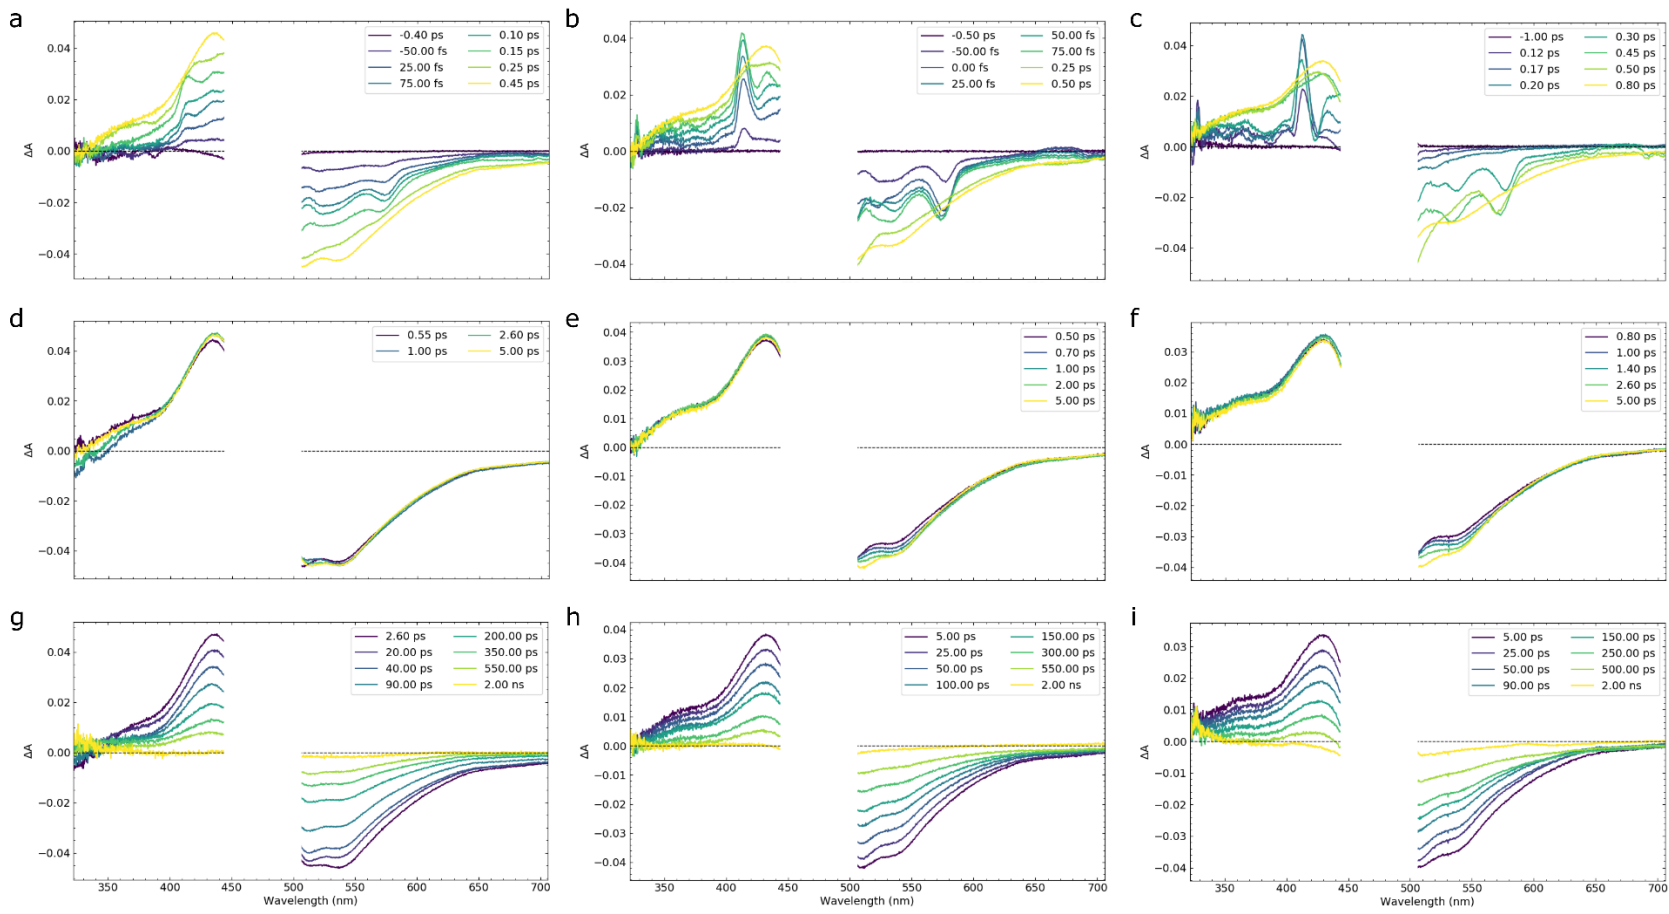 a
b
c
-0.40 ps
-50.00 fs
25.00 fs
75.00 fs
0.10 ps
0.15 ps
0.25 ps
0.45 ps
-0.50 ps
-50.00 fs
0.00 fs
25.00 fs
50.00 fs
75.00 fs
0.25 ps
0.50 ps
-1.00 ps
0.12 ps
0.17 ps
0.20 ps
0.30 ps
0.45 ps
0.50 ps
0.80 ps
0.04
0.02
0.00
−0.02
−0.04
ΔA
0.04
0.02
0.00
−0.02
−0.04
ΔA
0.04
0.02
0.00
−0.02
−0.04
ΔA
d
e
f
0.55 ps
1.00 ps
2.60 ps
5.00 ps
0.50 ps
0.70 ps
1.00 ps
2.00 ps
5.00 ps
0.80 ps
1.00 ps
1.40 ps
2.60 ps
5.00 ps
0.04
0.02
0.00
−0.02
−0.04
ΔA
0.04
0.03
0.02
0.01
0.00
−0.01
−0.02
−0.03
−0.04
ΔA
0.03
0.02
0.01
0.00
−0.01
−0.02
−0.03
−0.04
ΔA
g
h
i
2.60 ps
20.00 ps
40.00 ps
90.00 ps
200.00 ps
350.00 ps
550.00 ps
2.00 ns
5.00 ps
25.00 ps
50.00 ps
100.00 ps
150.00 ps
300.00 ps
550.00 ps
2.00 ns
5.00 ps
25.00 ps
50.00 ps
90.00 ps
150.00 ps
250.00 ps
500.00 ps
2.00 ns
0.04
0.02
0.00
−0.02
−0.04
ΔA
0.04
0.03
0.02
0.01
0.00
−0.01
−0.02
−0.03
−0.04
ΔA
0.03
0.02
0.01
0.00
−0.01
−0.02
−0.03
−0.04
ΔA
350 400 450 500 550 600 650 700
Wavelength (nm)
350 400 450 500 550 600 650 700
Wavelength (nm)
350 400 450 500 550 600 650 700
Wavelength (nm)